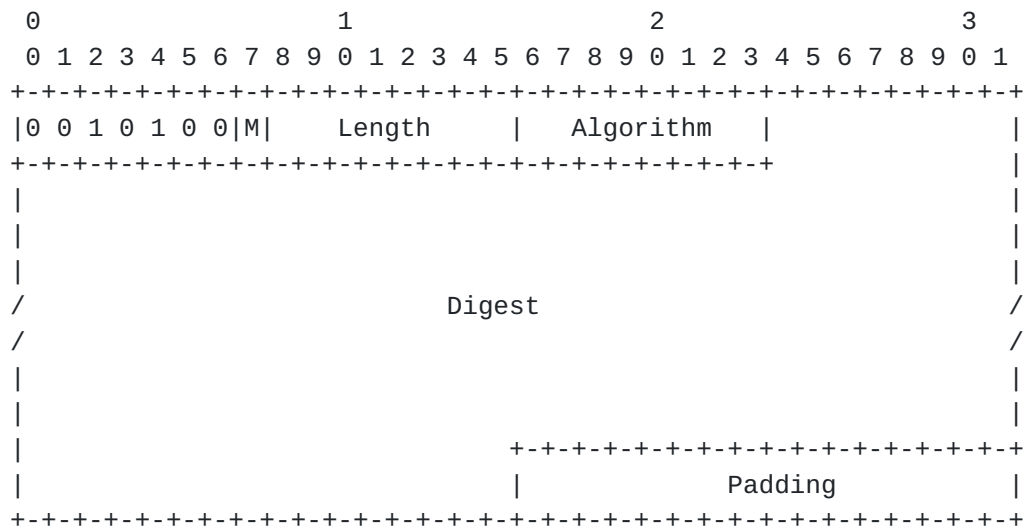 0                   1                   2                   3
 0 1 2 3 4 5 6 7 8 9 0 1 2 3 4 5 6 7 8 9 0 1 2 3 4 5 6 7 8 9 0 1
+-+-+-+-+-+-+-+-+-+-+-+-+-+-+-+-+-+-+-+-+-+-+-+-+-+-+-+-+-+-+-+-+
|0 0 1 0 1 0 0|M|    Length     |   Algorithm   |               |
+-+-+-+-+-+-+-+-+-+-+-+-+-+-+-+-+-+-+-+-+-+-+-+-+               |
|                                                               |
|                                                               |
|                                                               |
/                           Digest                              /
/                                                               /
|                                                               |
|                                                               |
|                               +-+-+-+-+-+-+-+-+-+-+-+-+-+-+-+-+
|                               |             Padding           |
+-+-+-+-+-+-+-+-+-+-+-+-+-+-+-+-+-+-+-+-+-+-+-+-+-+-+-+-+-+-+-+-+